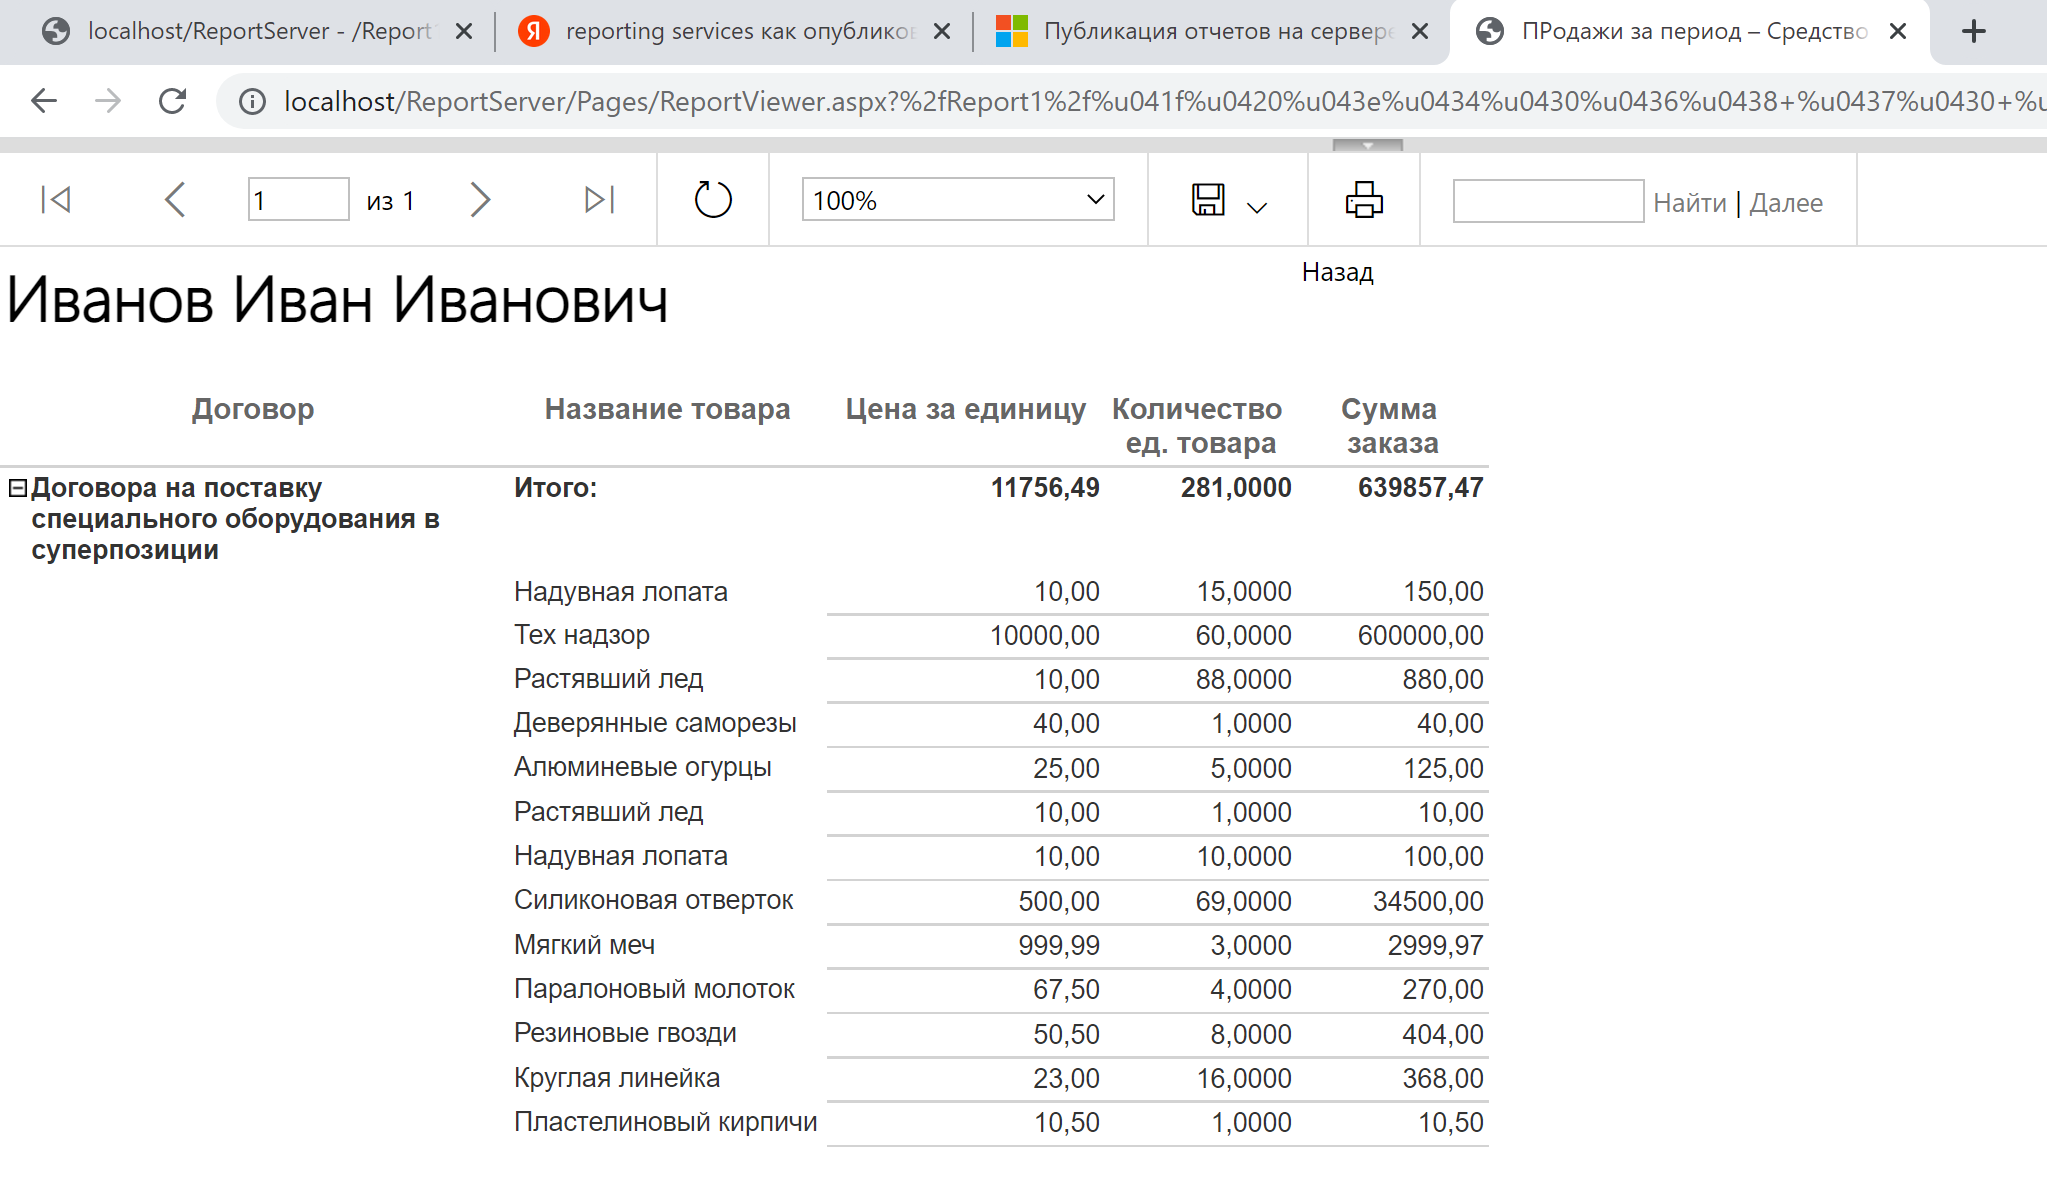 localhost/ReportServer - /Report
reporting services как опубликов
Публикация отчетов на сервере
ПРодажи за период – Средство
localhost/ReportServer/Pages/ReportViewer.aspx?%2fReport1%2f%u041f%u0420%u043e%u0434%u0430%u0436%u0438+%u0437%u0430+%u
1 из 1
100%
Найти | Далее
Назад
Иванов Иван Иванович
Договор Название товара Цена за единицу Количество ед. товара Сумма заказа
Договора на поставку специального оборудования в суперпозиции Итого: 11756,49 281,0000 639857,47
Надувная лопата 10,00 15,0000 150,00
Тех надзор 10000,00 60,0000 600000,00
Растявший лед 10,00 88,0000 880,00
Деверянные саморезы 40,00 1,0000 40,00
Алюминевые огурцы 25,00 5,0000 125,00
Растявший лед 10,00 1,0000 10,00
Надувная лопата 10,00 10,0000 100,00
Силиконовая отверток 500,00 69,0000 34500,00
Мягкий меч 999,99 3,0000 2999,97
Паралоновый молоток 67,50 4,0000 270,00
Резиновые гвозди 50,50 8,0000 404,00
Круглая линейка 23,00 16,0000 368,00
Пластелиновый кирпичи 10,50 1,0000 10,50